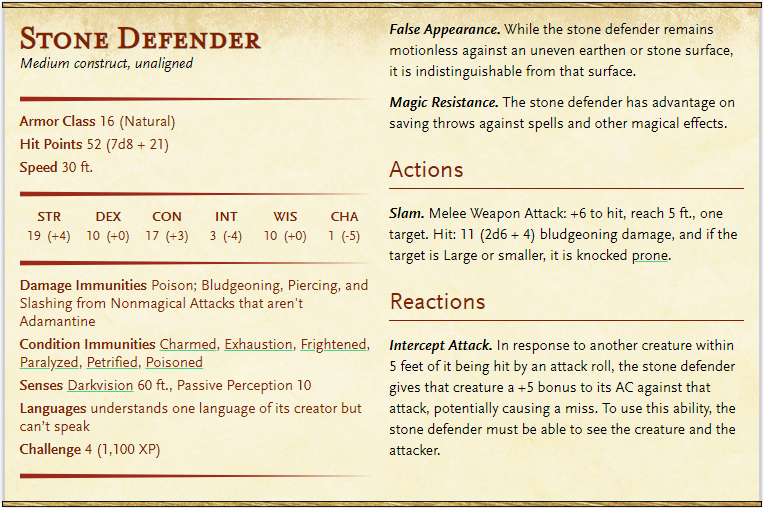 STONE DEFENDER
Medium construct, unaligned
Armor Class 16 (Natural)
Hit Points 52 (7d8 + 21)
Speed 30 ft.
STR DEX CON INT WIS CHA
19 (+4) 10 (+0) 17 (+3) 3 (-4) 10 (+0) 1 (-5)
Damage Immunities Poison; Bludgeoning, Piercing, and
Slashing from Nonmagical Attacks that aren't
Adamantine
Condition Immunities Charmed, Exhaustion, Frightened,
Paralyzed, Petrified, Poisoned
Senses Darkvision 60 ft., Passive Perception 10
Languages understands one language of its creator but
can't speak
Challenge 4 (1,100 XP)
False Appearance. While the stone defender remains
motionless against an uneven earthen or stone surface,
it is indistinguishable from that surface.
Magic Resistance. The stone defender has advantage on
saving throws against spells and other magical effects.
Actions
Slam. Melee Weapon Attack: +6 to hit, reach 5 ft., one
target. Hit: 11 (2d6 + 4) bludgeoning damage, and if the
target is Large or smaller, it is knocked prone.
Reactions
Intercept Attack. In response to another creature within
5 feet of it being hit by an attack roll, the stone defender
gives that creature a +5 bonus to its AC against that
attack, potentially causing a miss. To use this ability, the
stone defender must be able to see the creature and the
attacker.